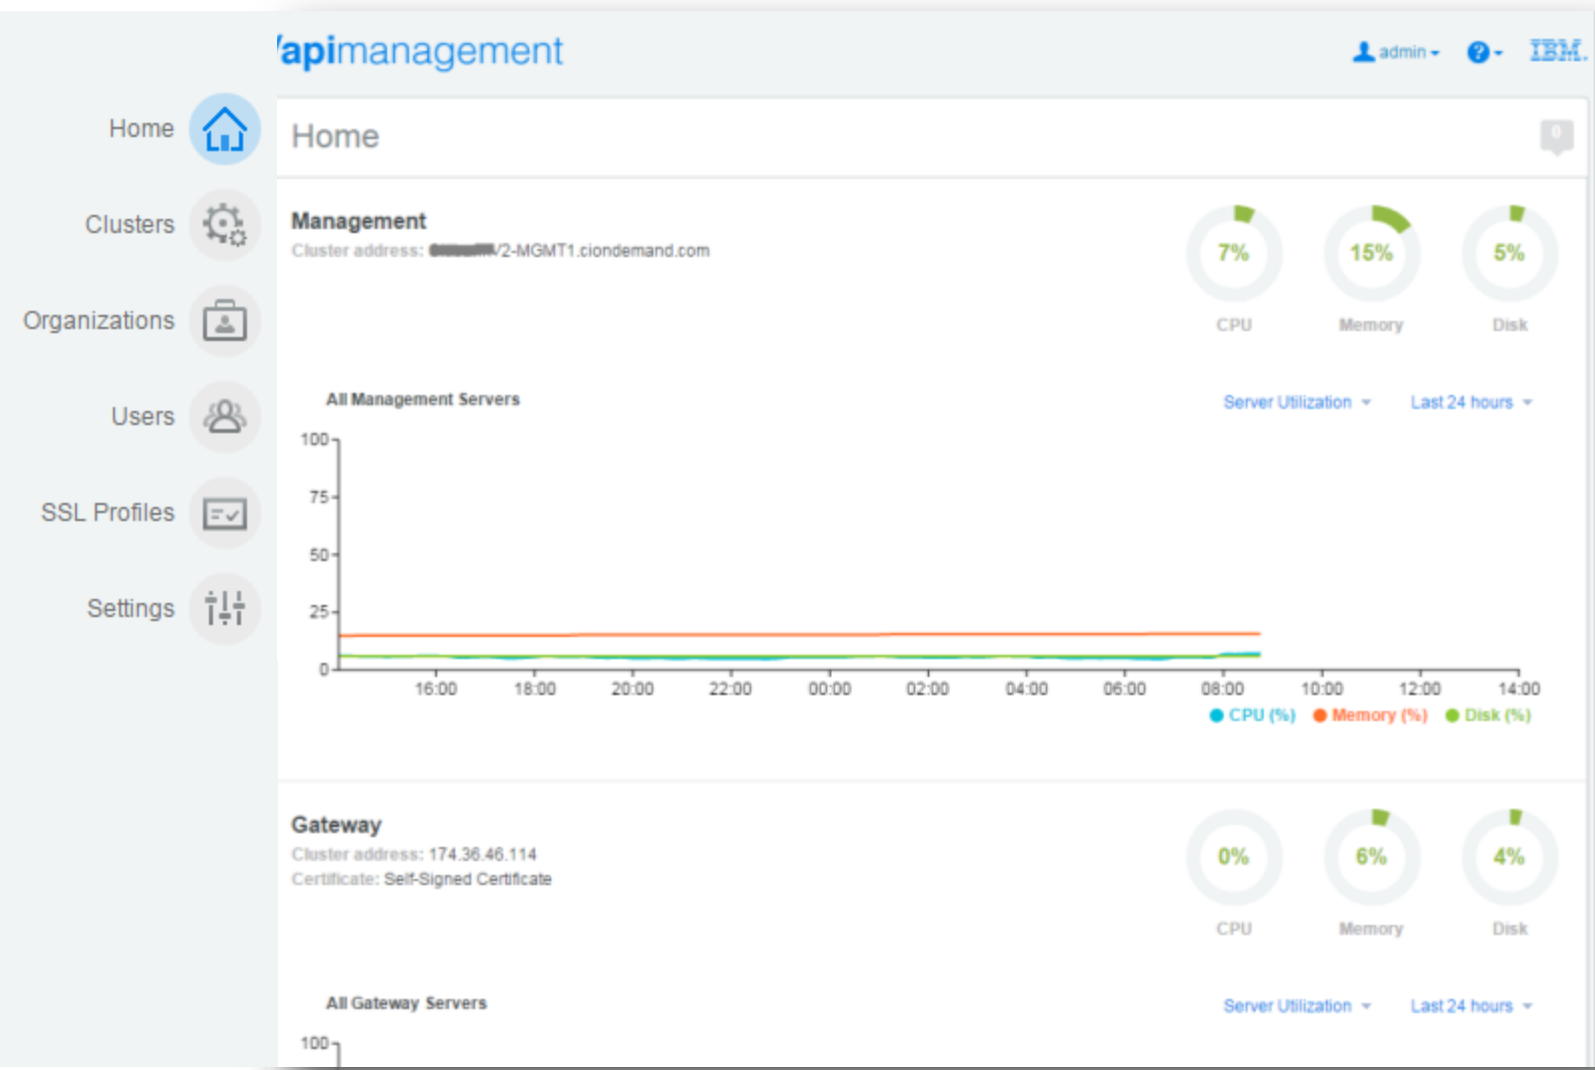 /apimanagement
admin
?
IBM.
Home
Clusters
Organizations
Users
SSL Profiles
Settings
Home
0
Management
Cluster address: V2-MGMT1.ciondemand.com
7%
15%
5%
CPU
Memory
Disk
All Management Servers
Server Utilization
Last 24 hours
100
75
50
25
0
16:00
18:00
20:00
22:00
00:00
02:00
04:00
06:00
08:00
10:00
12:00
14:00
CPU (%)
Memory (%)
Disk (%)
Gateway
Cluster address: 174.36.46.114
Certificate: Self-Signed Certificate
0%
6%
4%
CPU
Memory
Disk
All Gateway Servers
Server Utilization
Last 24 hours
100